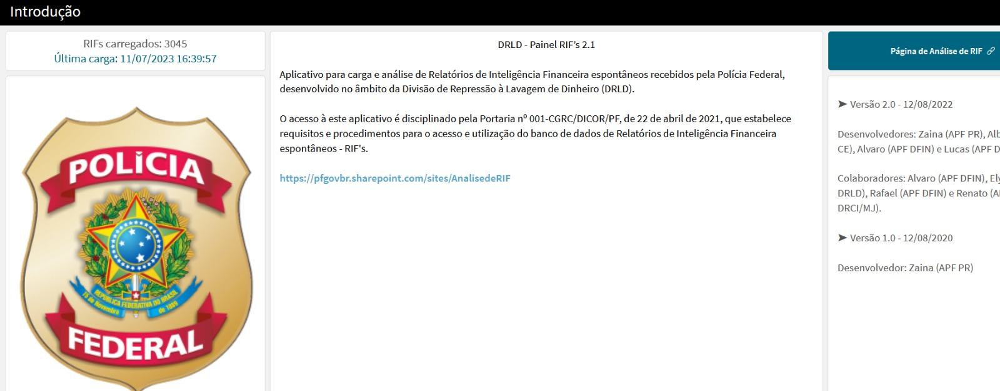 Introdução
RIFs carregados: 3045
Última carga: 11/07/2023 16:39:57
POLÍCIA
REPÚBLICA FEDERATIVA DO BRASIL
15 de Novembro
de 1889
FEDERAL
DRLD - Painel RIF’s 2.1
Aplicativo para carga e análise de Relatórios de Inteligência Financeira espontâneos recebidos pela Polícia Federal,
desenvolvido no âmbito da Divisão de Repressão à Lavagem de Dinheiro (DRLD).
O acesso à este aplicativo é disciplinado pela Portaria nº 001-CGRC/DICOR/PF, de 22 de abril de 2021, que estabelece
requisitos e procedimentos para o acesso e utilização do banco de dados de Relatórios de Inteligência Financeira
espontâneos - RIF's.
https://pfgovbr.sharepoint.com/sites/AnalisedeRIF
Página de Análise de RIF
➤ Versão 2.0 - 12/08/2022
Desenvolvedores: Zaina (APF PR), Alb
CE), Alvaro (APF DFIN) e Lucas (APF D
Colaboradores: Alvaro (APF DFIN), Ely
DRLD), Rafael (APF DFIN) e Renato (A
DRCI/MJ).
➤ Versão 1.0 - 12/08/2020
Desenvolvedor: Zaina (APF PR)